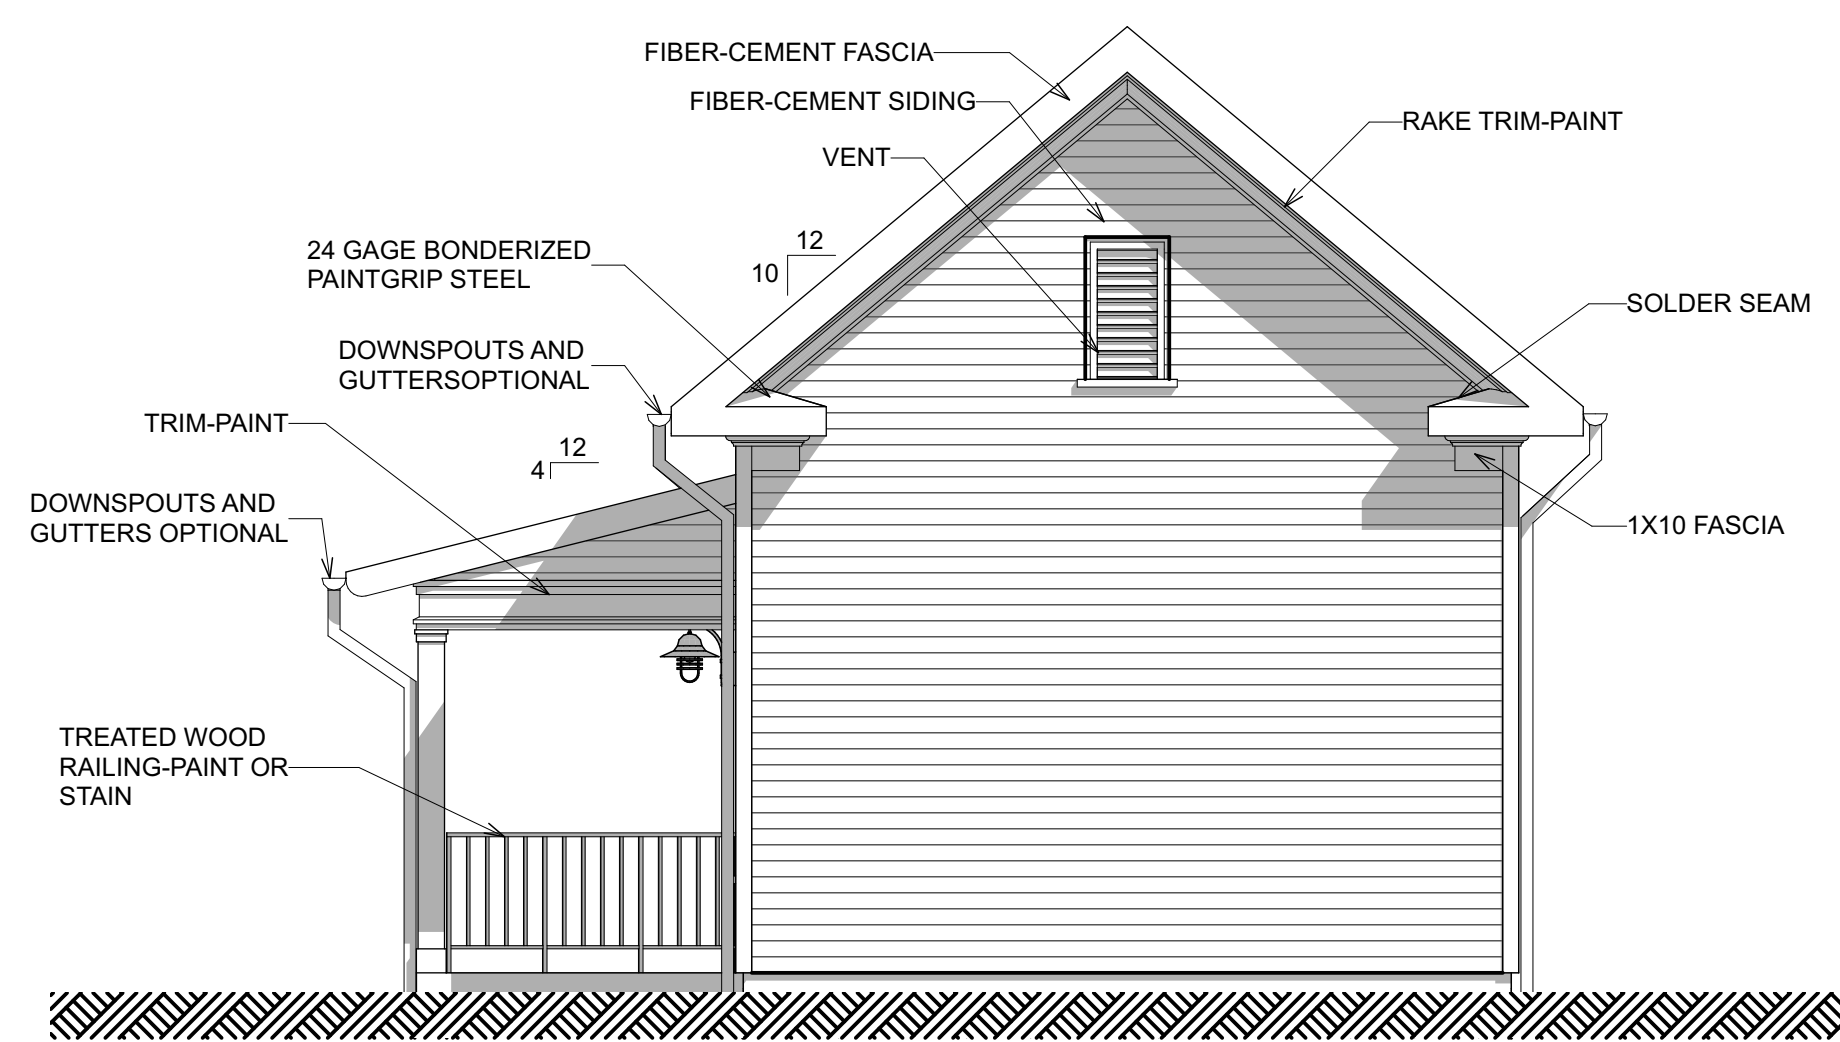 FIBER-CEMENT FASCIA
FIBER-CEMENT SIDING
RAKE TRIM-PAINT
VENT
12
10
24 GAGE BONDERIZED
PAINTGRIP STEEL
SOLDER SEAM
DOWNSPOUTS AND
GUTTERSOPTIONAL
TRIM-PAINT
12
4
DOWNSPOUTS AND
GUTTERS OPTIONAL
1X10 FASCIA
TREATED WOOD
RAILING-PAINT OR
STAIN